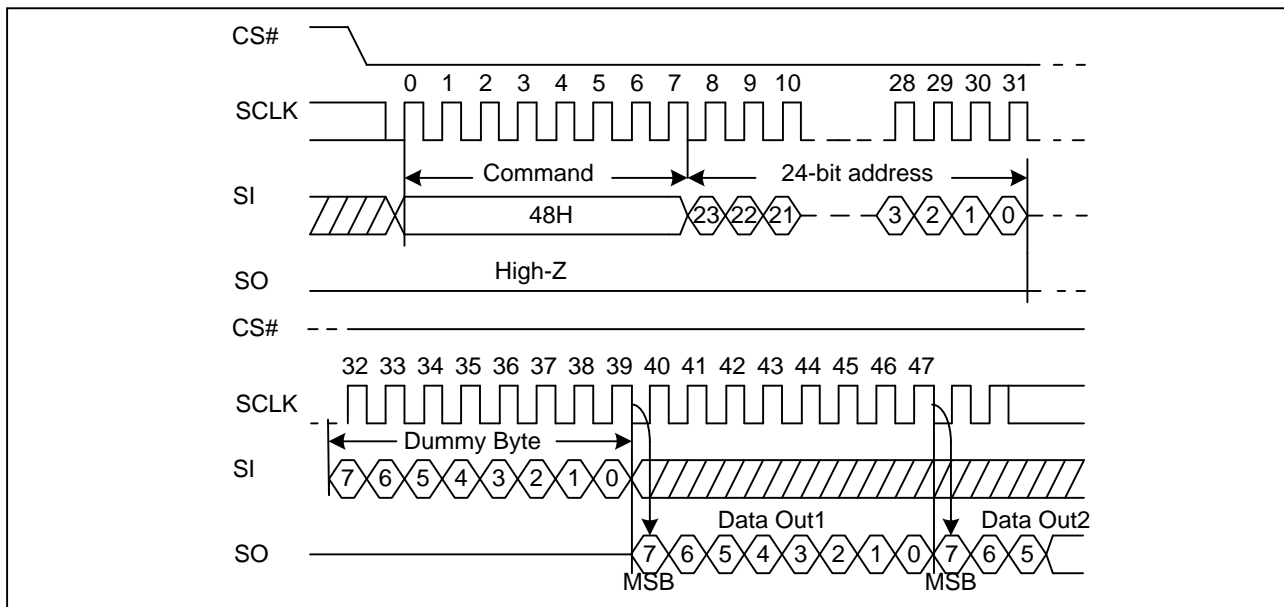 CS#
0 1 2 3 4 5 6 7 8 9 10 28 29 30 31
SCLK
Command 24-bit address
SI
48H 23 22 21 3 2 1 0
High-Z
SO
CS#
32 33 34 35 36 37 38 39 40 41 42 43 44 45 46 47
SCLK
Dummy Byte
SI
7 6 5 4 3 2 1 0
Data Out1 Data Out2
SO
7 6 5 4 3 2 1 0 7 6 5
MSB MSB